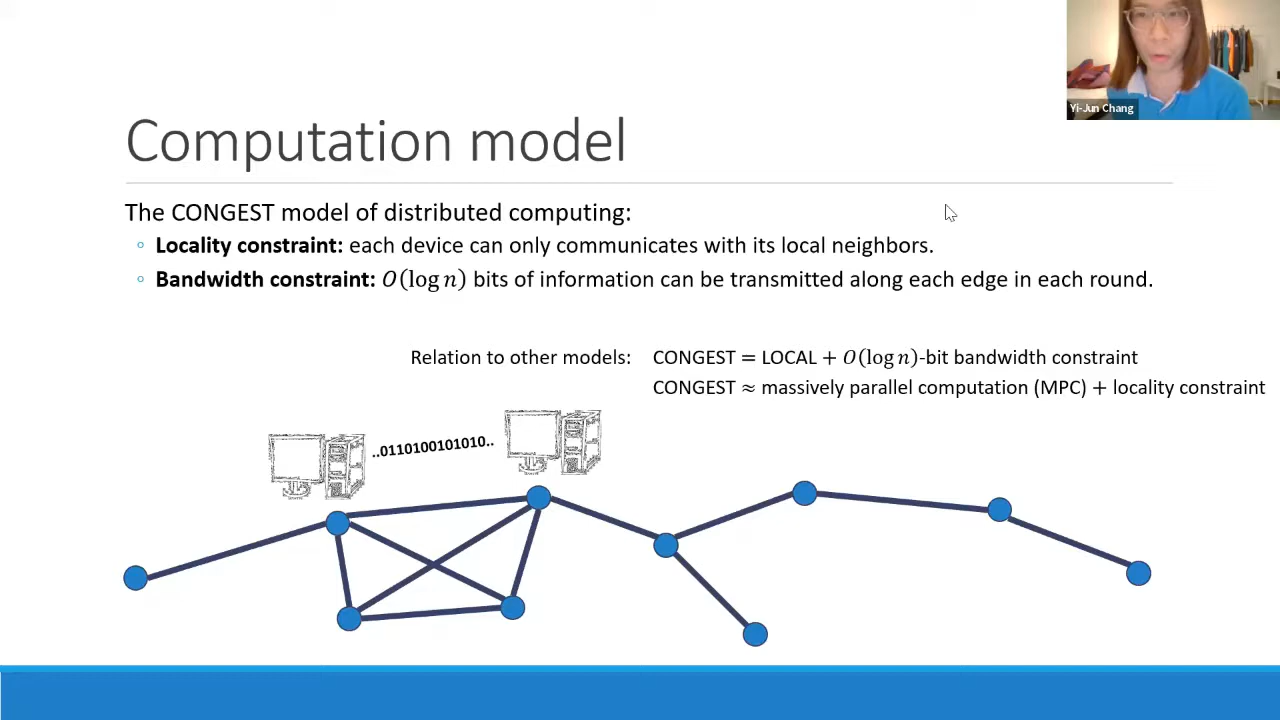 Yi-Jun Chang
Computation model
The CONGEST model of distributed computing:
Locality constraint: each device can only communicates with its local neighbors.
Bandwidth constraint: O(log n) bits of information can be transmitted along each edge in each round.
Relation to other models: CONGEST = LOCAL + O(log n)-bit bandwidth constraint
CONGEST ≈ massively parallel computation (MPC) + locality constraint
..0110100101010..